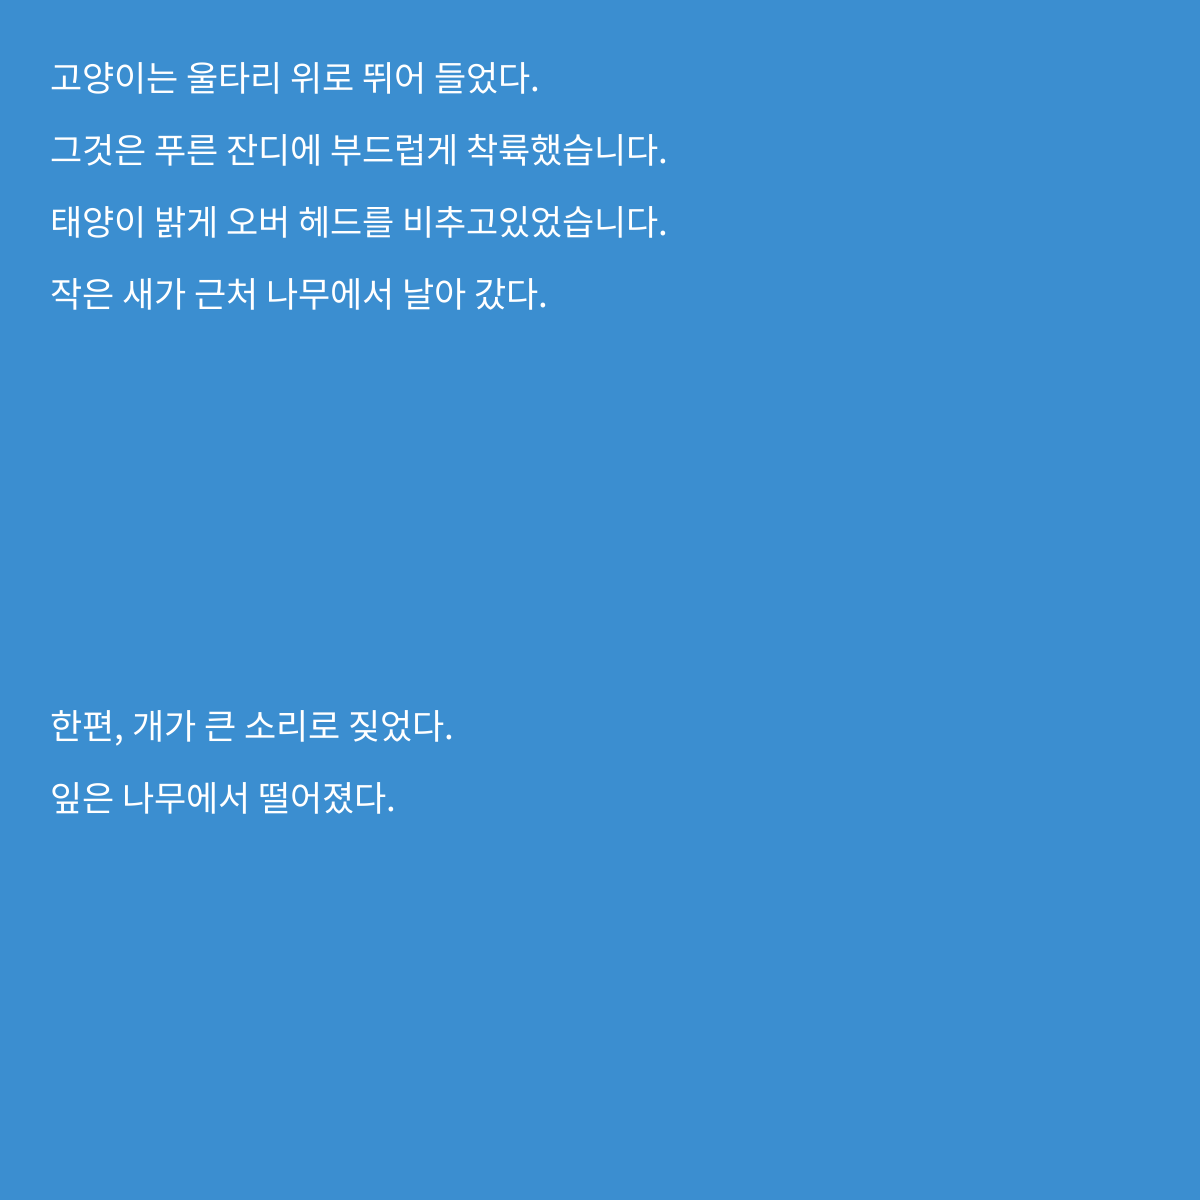 고양이는 울타리 위로 뛰어 들었다.
그것은 푸른 잔디에 부드럽게 착륙했습니다.
태양이 밝게 오버 헤드를 비추고있었습니다.
작은 새가 근처 나무에서 날아 갔다.
한편, 개가 큰 소리로 짖었다.
잎은 나무에서 떨어졌다.